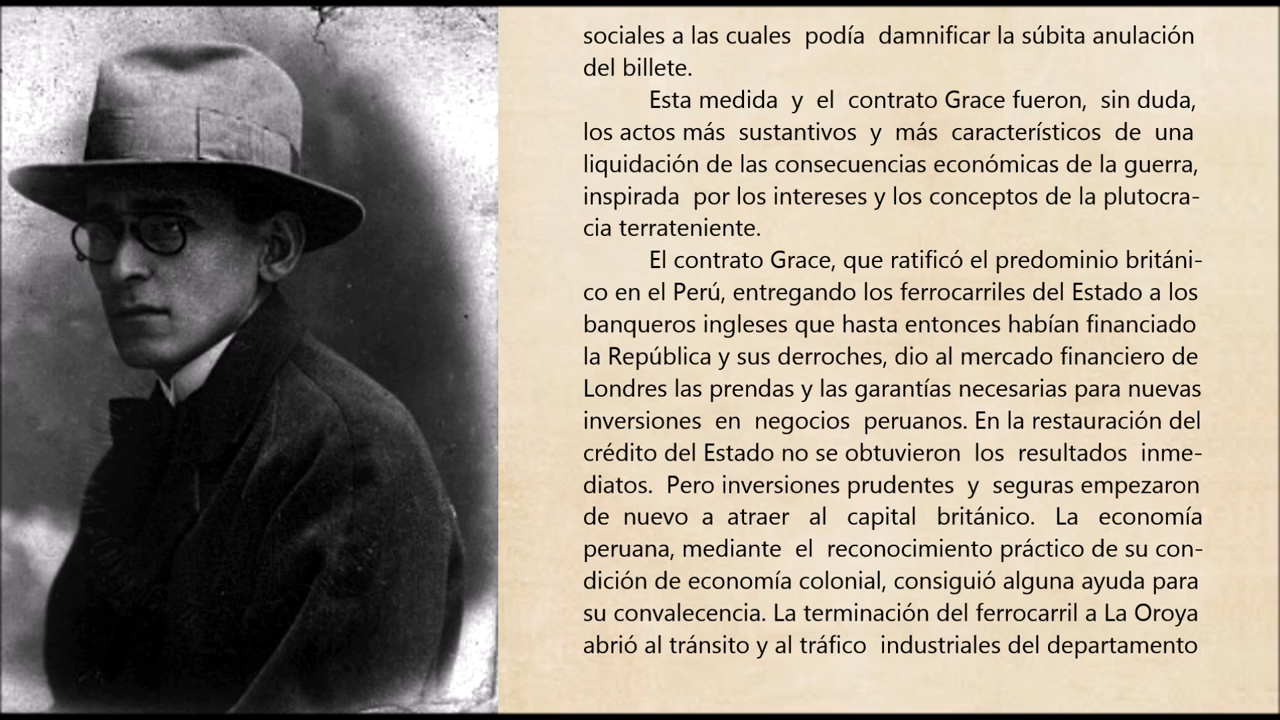 sociales a las cuales podía damnificar la súbita anulación
del billete.
Esta medida y el contrato Grace fueron, sin duda,
los actos más sustantivos y más característicos de una
liquidación de las consecuencias económicas de la guerra,
inspirada por los intereses y los conceptos de la plutocra-
cia terrateniente.
El contrato Grace, que ratificó el predominio británi-
co en el Perú, entregando los ferrocarriles del Estado a los
banqueros ingleses que hasta entonces habían financiado
la República y sus derroches, dio al mercado financiero de
Londres las prendas y las garantías necesarias para nuevas
inversiones en negocios peruanos. En la restauración del
crédito del Estado no se obtuvieron los resultados inme-
diatos. Pero inversiones prudentes y seguras empezaron
de nuevo a atraer al capital británico. La economía
peruana, mediante el reconocimiento práctico de su con-
dición de economía colonial, consiguió alguna ayuda para
su convalecencia. La terminación del ferrocarril a La Oroya
abrió al tránsito y al tráfico industriales del departamento